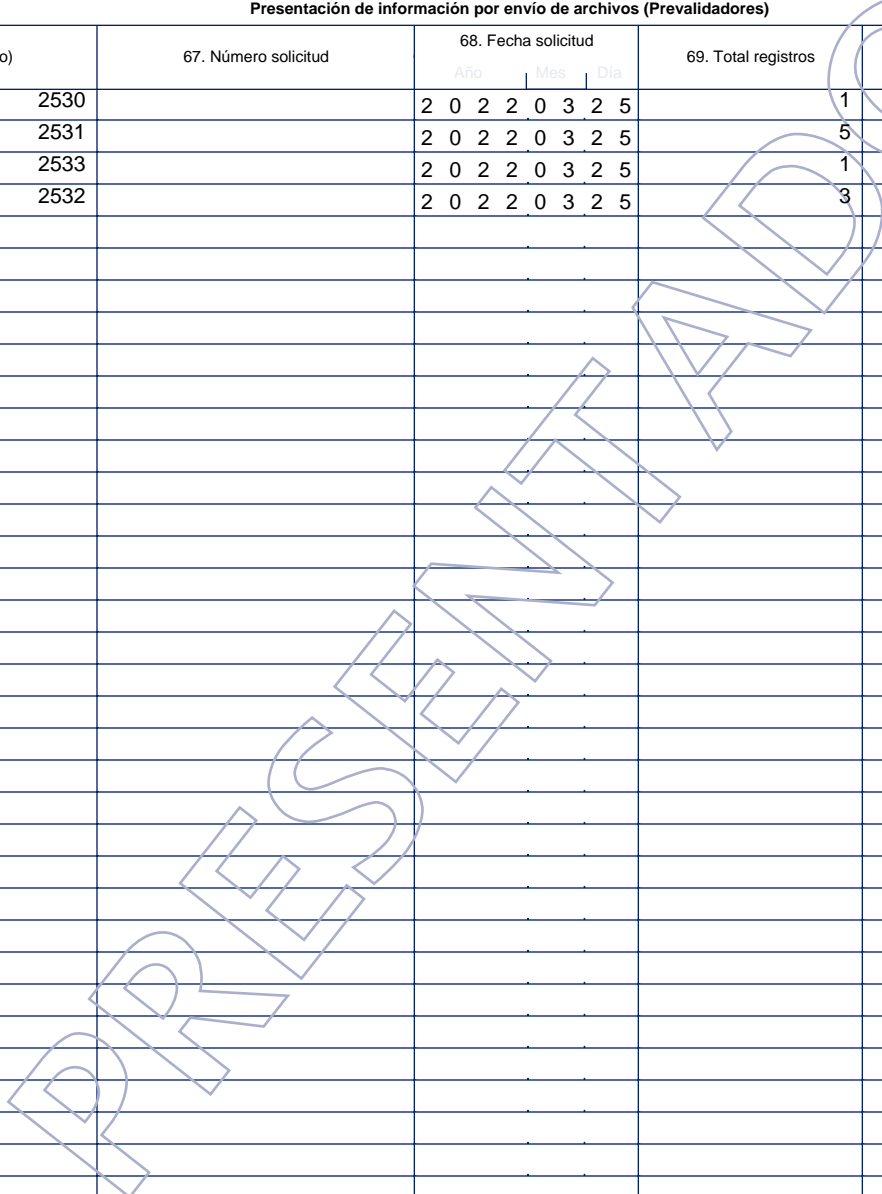 Presentación de información por envío de archivos (Prevalidadores)
o) 67. Número solicitud 68. Fecha solicitud 69. Total registros
Año Mes Día
2530 2 0 2 2 0 3 2 5 1
2531 2 0 2 2 0 3 2 5 5
2533 2 0 2 2 0 3 2 5 1
2532 2 0 2 2 0 3 2 5 3
PRESENTADO